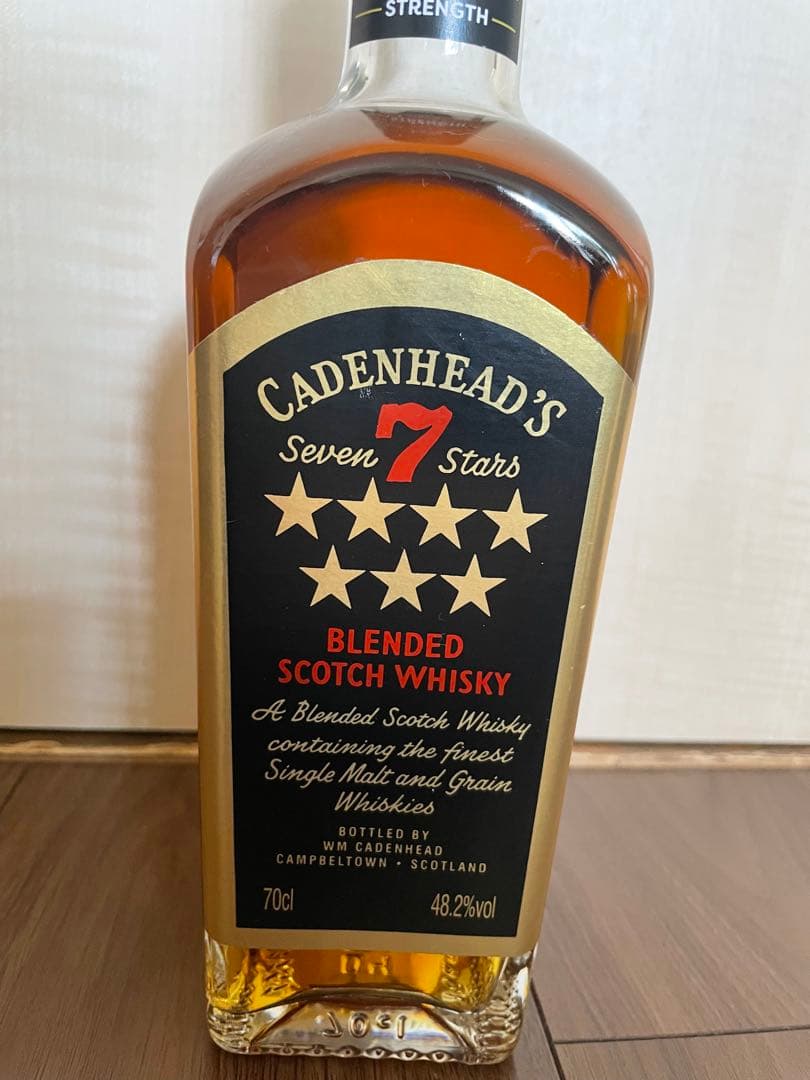 STRENGTH
CADENHEAD'S
Seven 7 Stars
BLENDED
SCOTCH WHISKY
A Blended Scotch Whisky
containing the finest
Single Malt and Grain
Whiskies
BOTTLED BY
WM CADENHEAD
CAMPBELTOWN • SCOTLAND
70cl 48.2%vol